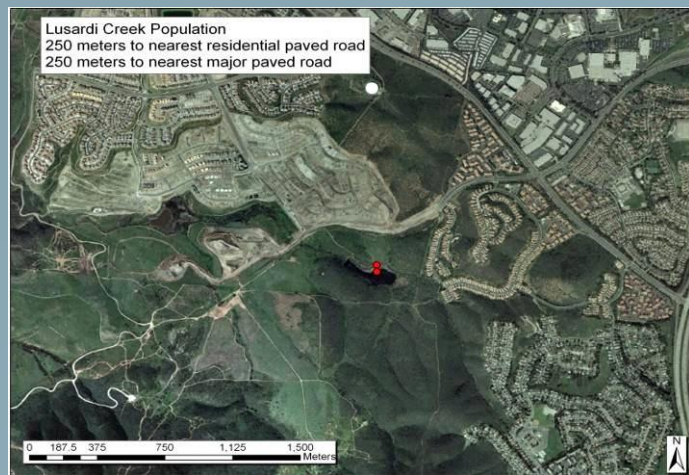 Lusardi Creek Population
250 meters to nearest residential paved road
250 meters to nearest major paved road
0 187.5 375 750 1,125 1,500
Meters
N